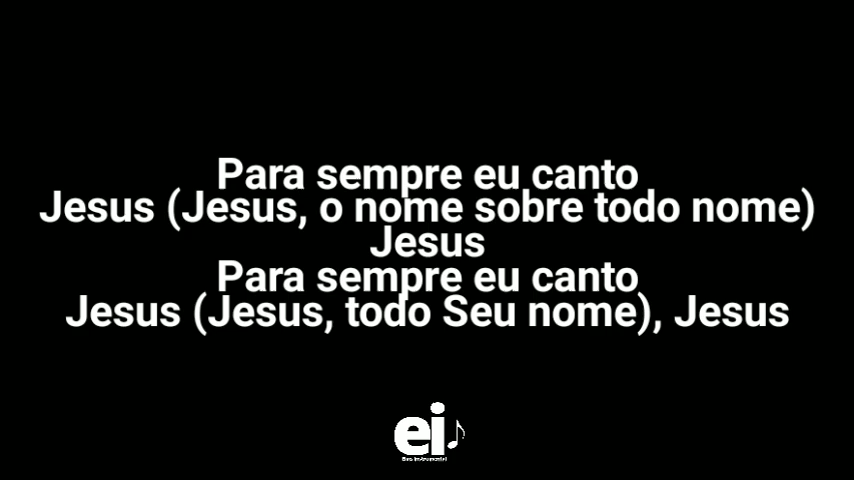 Para sempre eu canto
Jesus (Jesus, o nome sobre todo nome)
Jesus
Para sempre eu canto
Jesus (Jesus, todo Seu nome), Jesus
ei